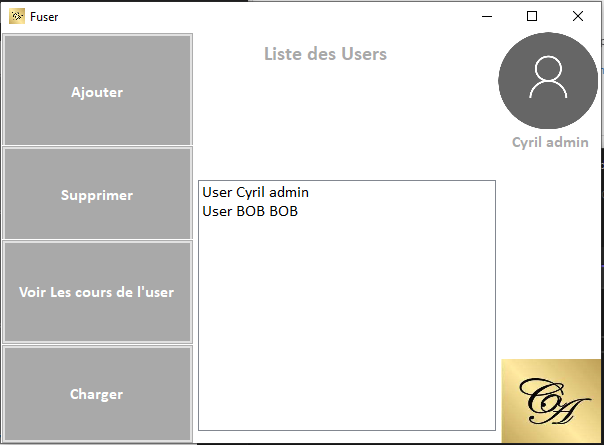 Fuser
Liste des Users
Ajouter
Cyril admin
Supprimer
User Cyril admin
User BOB BOB
Voir Les cours de l'user
Charger
CA